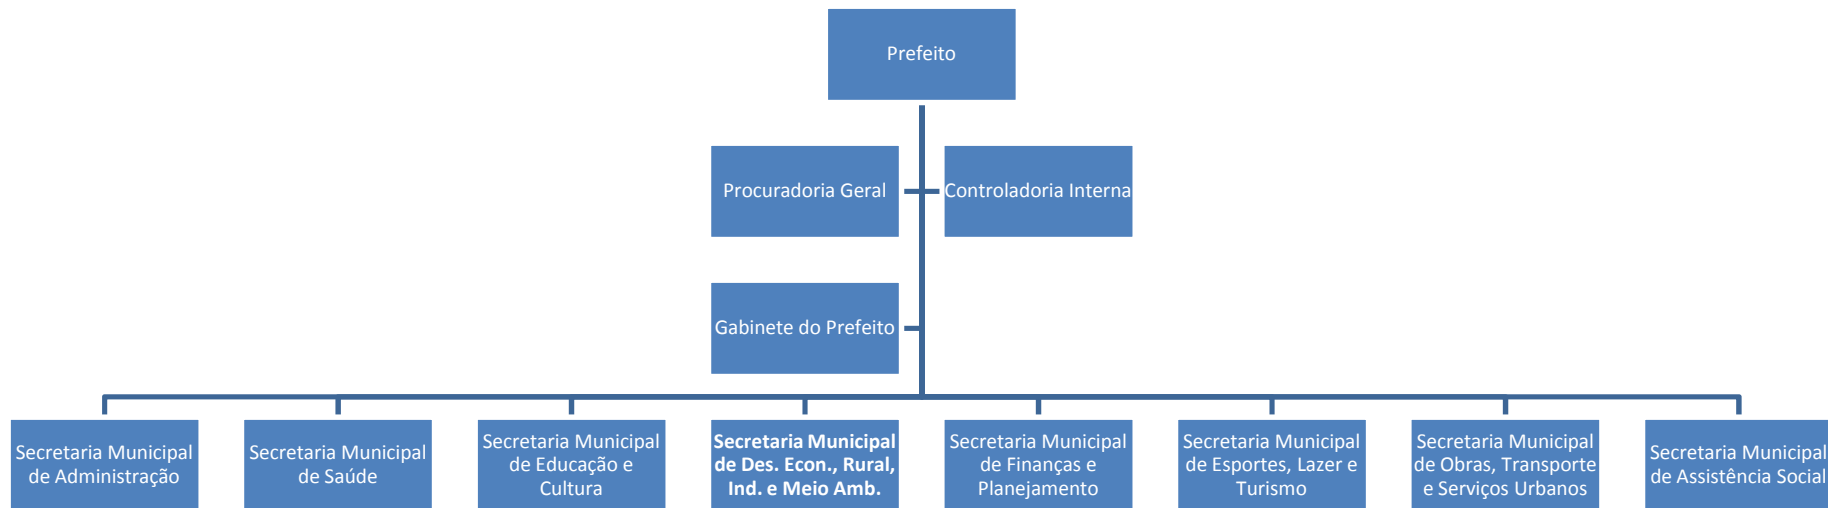 Prefeito
Procuradoria Geral
Controladoria Interna
Gabinete do Prefeito
Secretaria Municipal
de Administração
Secretaria Municipal
de Saúde
Secretaria Municipal
de Educação e
Cultura
Secretaria Municipal
de Des. Econ., Rural,
Ind. e Meio Amb.
Secretaria Municipal
de Finanças e
Planejamento
Secretaria Municipal
de Esportes, Lazer e
Turismo
Secretaria Municipal
de Obras, Transporte
e Serviços Urbanos
Secretaria Municipal
de Assistência Social